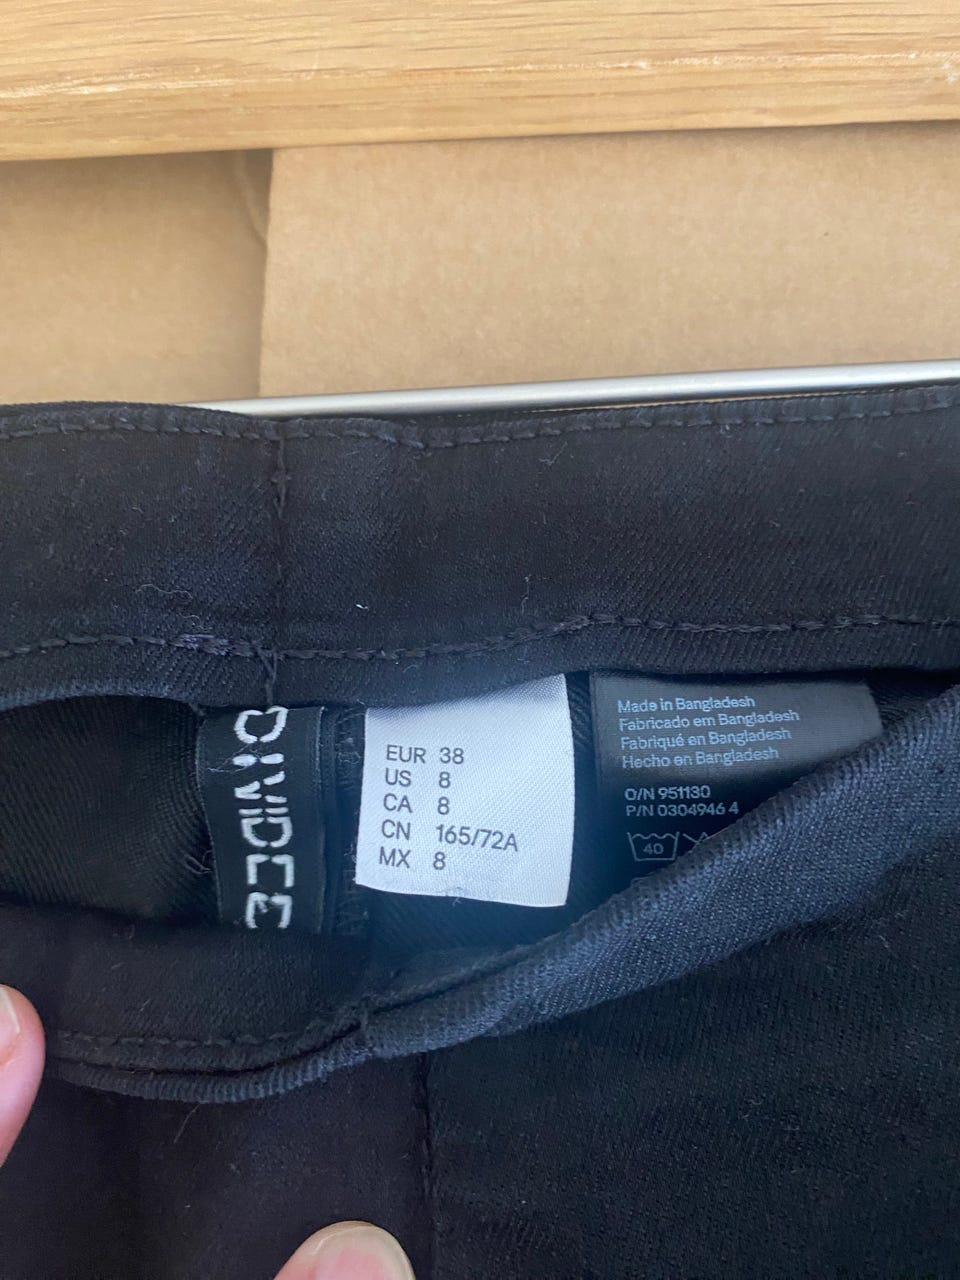 DIVIDED
EUR 38
US 8
CA 8
CN 165/72A
MX 8
Made in Bangladesh
Fabricado em Bangladesh
Fabriqué en Bangladesh
Hecho en Bangladesh
O/N 951130
P/N 0304946 4
40